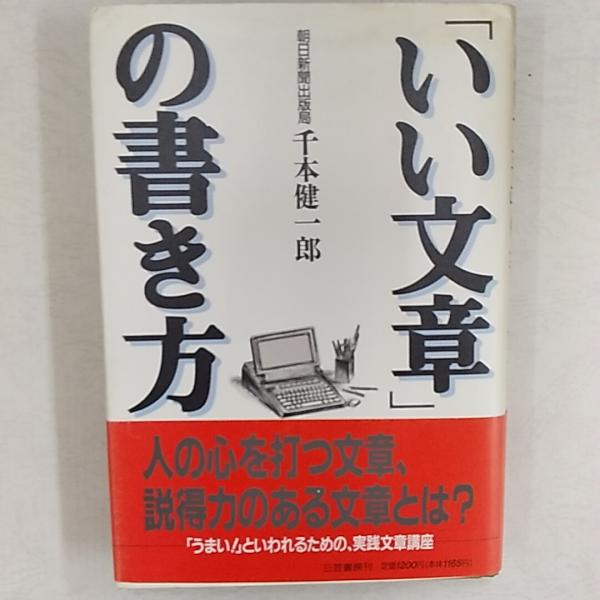 「いい文章」
の書き方
朝日新聞出版局
千本健一郎
人の心を打つ文章、
説得力のある文章とは?
「うまい!」といわれるための、実践文章講座
三笠書房刊 定価1200円(本体1165円)